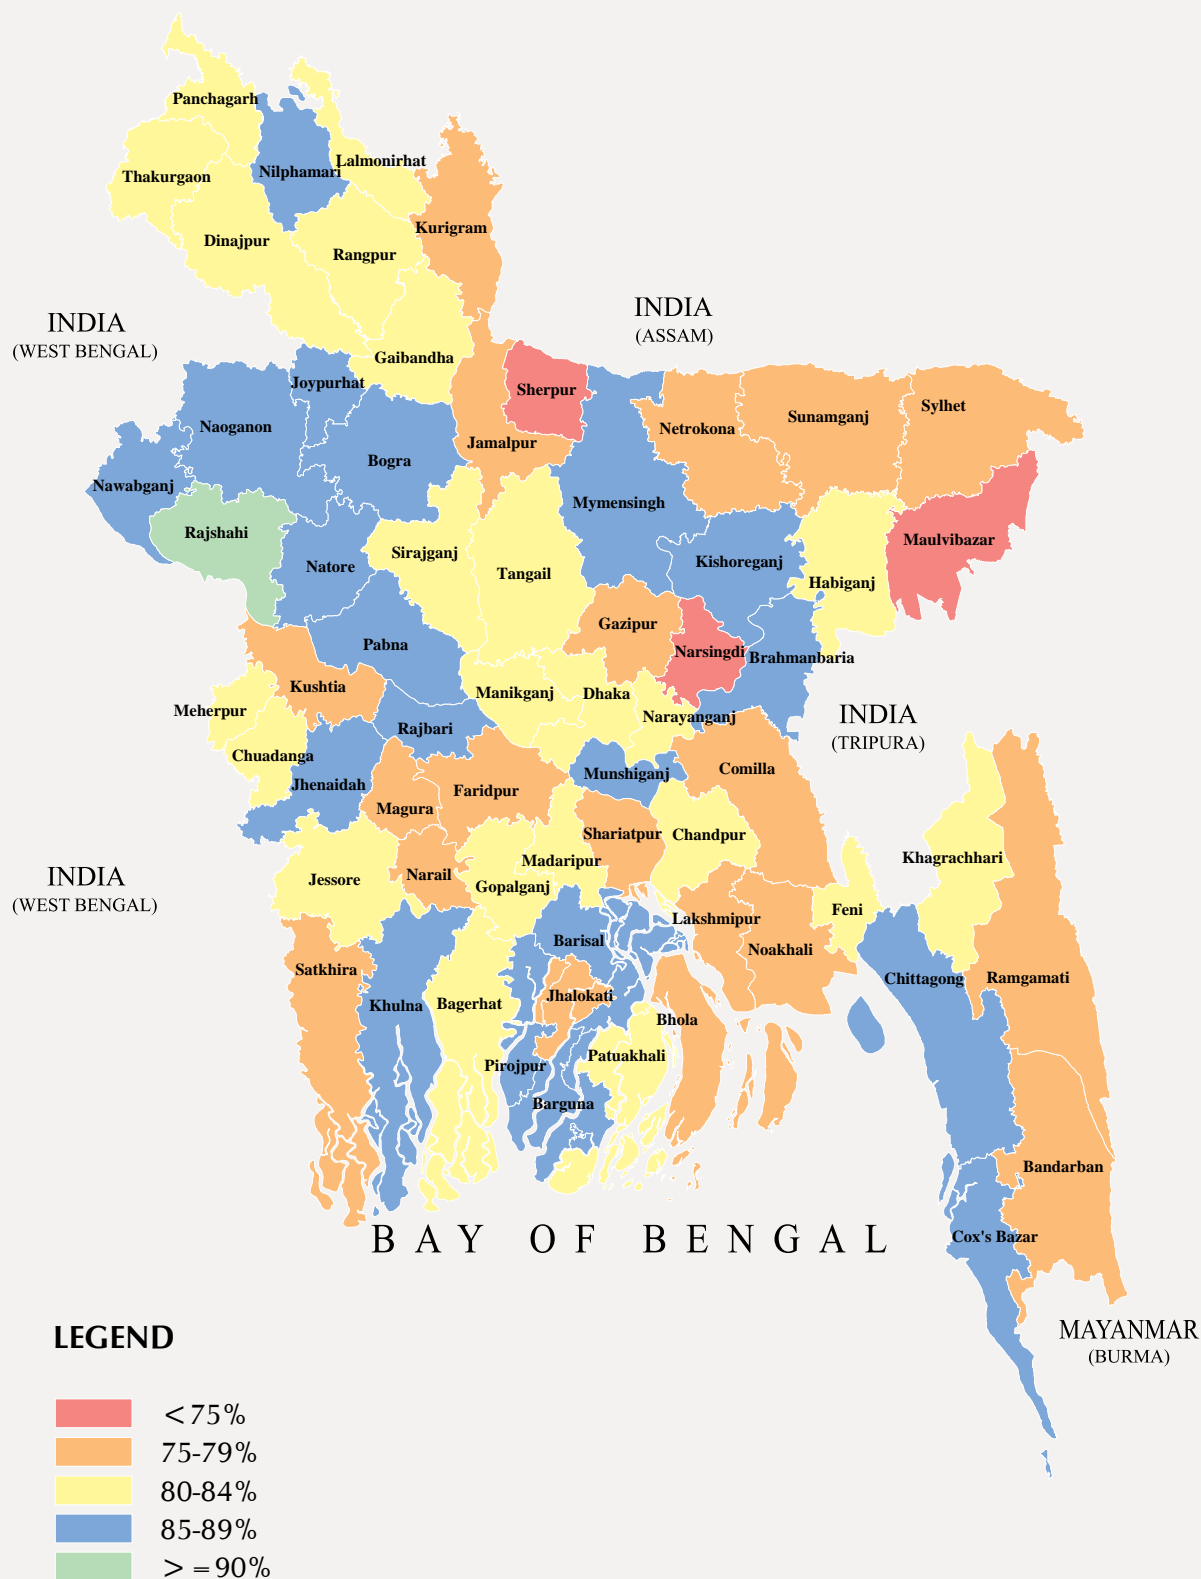 Panchagarh
Thakurgaon
Nilphamari
Lalmonirhat
Dinajpur
Rangpur
Kurigram
INDIA
(WEST BENGAL)
INDIA
(ASSAM)
Gaibandha
Joypurhat
Sherpur
Naoganon
Jamalpur
Netrokona
Sunamganj
Sylhet
Bogra
Nawabganj
Mymensingh
Rajshahi
Maulvibazar
Sirajganj
Natore
Tangail
Kishoreganj
Habiganj
Gazipur
Pabna
Narsingdi
Brahmanbaria
Kushtia
Manikganj
Dhaka
Meherpur
Narayanganj
INDIA
(TRIPURA)
Rajbari
Chuadanga
Jhenaidah
Munshiganj
Comilla
Faridpur
Magura
Shariatpur
Chandpur
Khagrachhari
Madaripur
INDIA
(WEST BENGAL)
Jessore
Narail
Gopalganj
Feni
Lakshmipur
Barisal
Noakhali
Satkhira
Chittagong
Ramgamati
Khulna
Bagerhat
Jhalokati
Bhola
Patuakhali
Pirojpur
Barguna
Bandarban
BAY OF BENGAL
Cox's Bazar
MAYANMAR
(BURMA)
LEGEND
<75%
75-79%
80-84%
85-89%
> =90%